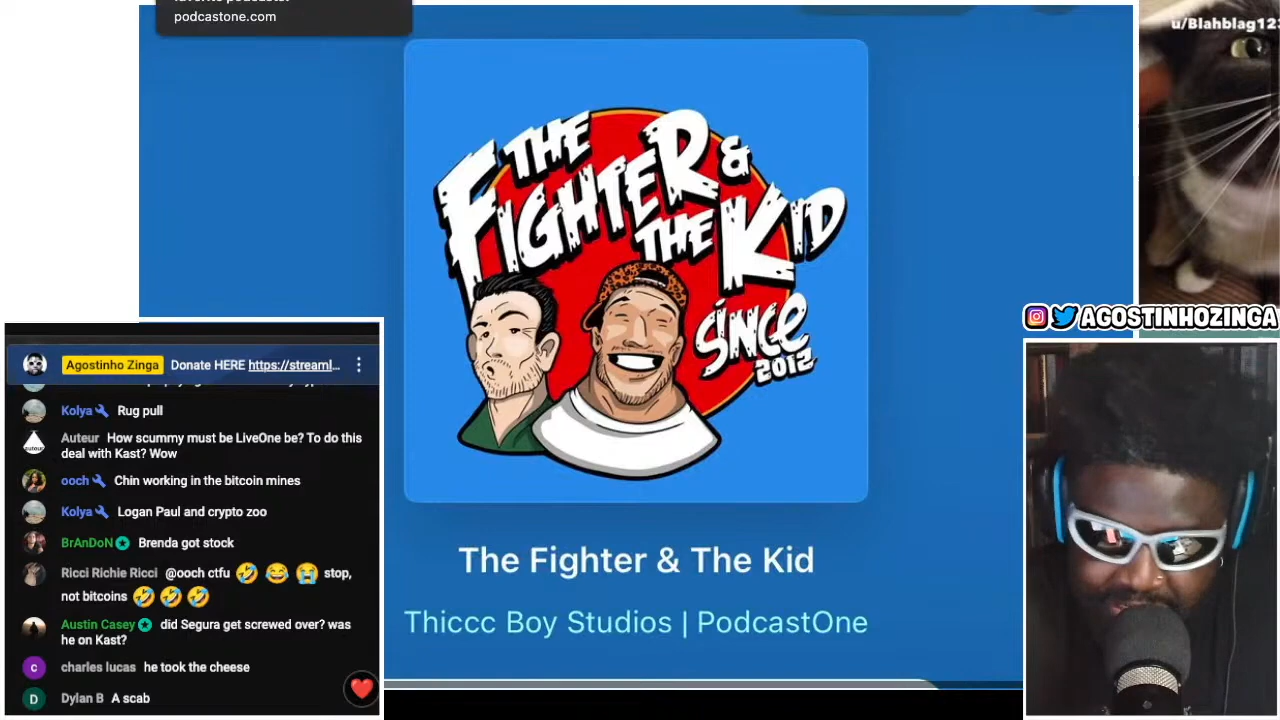 podcastone.com
u/Blahblag123
THE
FIGHTER &
THE KID
SINCE
2012
AGOSTINHOZINGA
Agostinho Zinga Donate HERE https://streaml...
Kolya Rug pull
Auteur How scummy must be LiveOne be? To do this
deal with Kast? Wow
ooch Chin working in the bitcoin mines
Kolya Logan Paul and crypto zoo
BrAnDoN Brenda got stock
Ricci Richie Ricci @ooch ctfu 🤣 😂 😭 stop,
not bitcoins 🤣 🤣 🤣
Austin Casey did Segura get screwed over? was
he on Kast?
charles lucas he took the cheese
Dylan B A scab
The Fighter & The Kid
Thiccc Boy Studios | PodcastOne